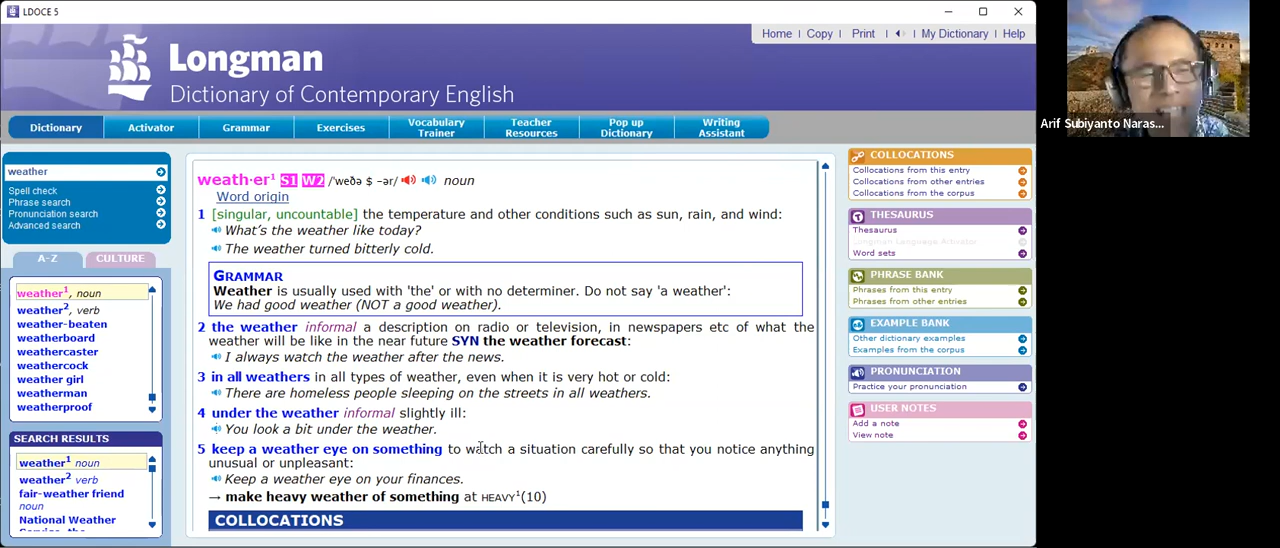 LDOCE 5
Home | Copy | Print | | My Dictionary | Help
Longman
Dictionary of Contemporary English
Dictionary
Activator
Grammar
Exercises
Vocabulary
Trainer
Teacher
Resources
Pop up
Dictionary
Writing
Assistant
weather
Spell check
Phrase search
Pronunciation search
Advanced search
A-Z
CULTURE
weather¹, noun
weather², verb
weather-beaten
weatherboard
weathercaster
weathercock
weather girl
weatherman
weatherproof
SEARCH RESULTS
weather¹ noun
weather² verb
fair-weather friend
noun
National Weather
Service, the
weath·er¹ S1 W2 /ˈweðə $ -ər/ noun
Word origin
1 [singular, uncountable] the temperature and other conditions such as sun, rain, and wind:
What's the weather like today?
The weather turned bitterly cold.
GRAMMAR
Weather is usually used with 'the' or with no determiner. Do not say 'a weather':
We had good weather (NOT a good weather).
2 the weather informal a description on radio or television, in newspapers etc of what the
weather will be like in the near future SYN the weather forecast:
I always watch the weather after the news.
3 in all weathers in all types of weather, even when it is very hot or cold:
There are homeless people sleeping on the streets in all weathers.
4 under the weather informal slightly ill:
You look a bit under the weather.
5 keep a weather eye on something to watch a situation carefully so that you notice anything
unusual or unpleasant:
Keep a weather eye on your finances.
→ make heavy weather of something at HEAVY¹(10)
COLLOCATIONS
COLLOCATIONS
Collocations from this entry
Collocations from other entries
Collocations from the corpus
THESAURUS
Thesaurus
Longman Language Activator
Word sets
PHRASE BANK
Phrases from this entry
Phrases from other entries
EXAMPLE BANK
Other dictionary examples
Examples from the corpus
PRONUNCIATION
Practice your pronunciation
USER NOTES
Add a note
View note
Arif Subiyanto Naras...